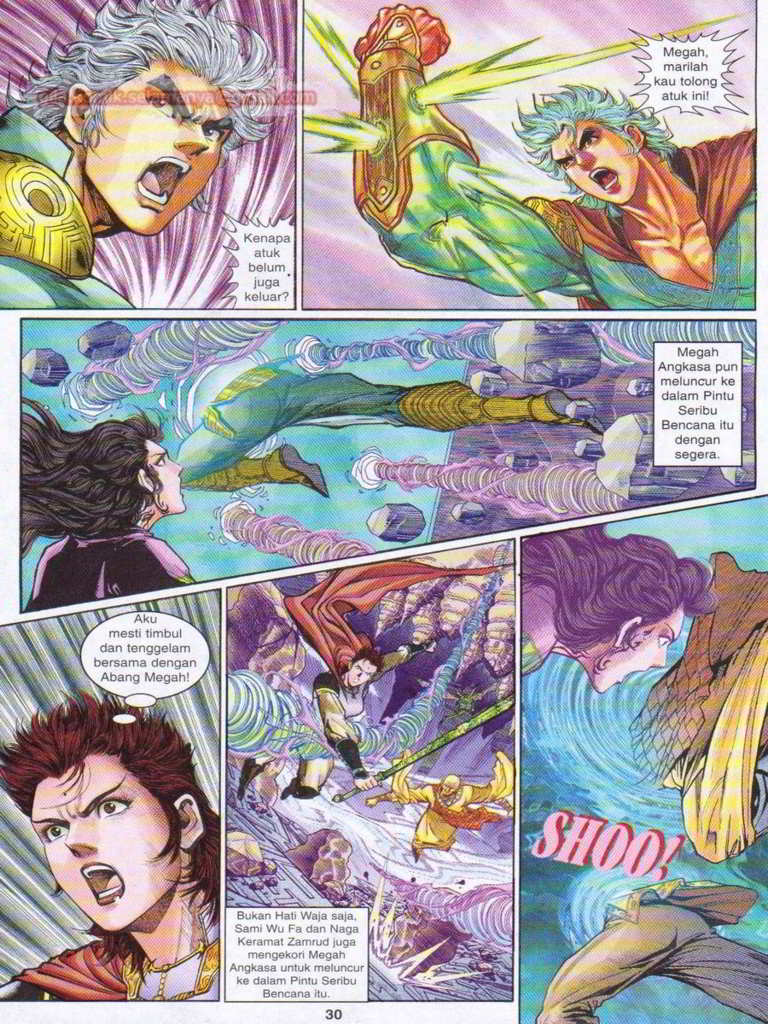 Kenapa
atuk
belum
juga
keluar?
Megah,
marilah
kau tolong
atuk ini!
Megah
Angkasa pun
meluncur ke
dalam Pintu
Seribu
Bencana itu
dengan
segera.
Aku
mesti timbul
dan tenggelam
bersama dengan
Abang Megah!
Bukan Hati Waja saja,
Sami Wu Fa dan Naga
Keramat Zamrud juga
mengekori Megah
Angkasa untuk meluncur
ke dalam Pintu Seribu
Bencana itu.
SHOO!
30